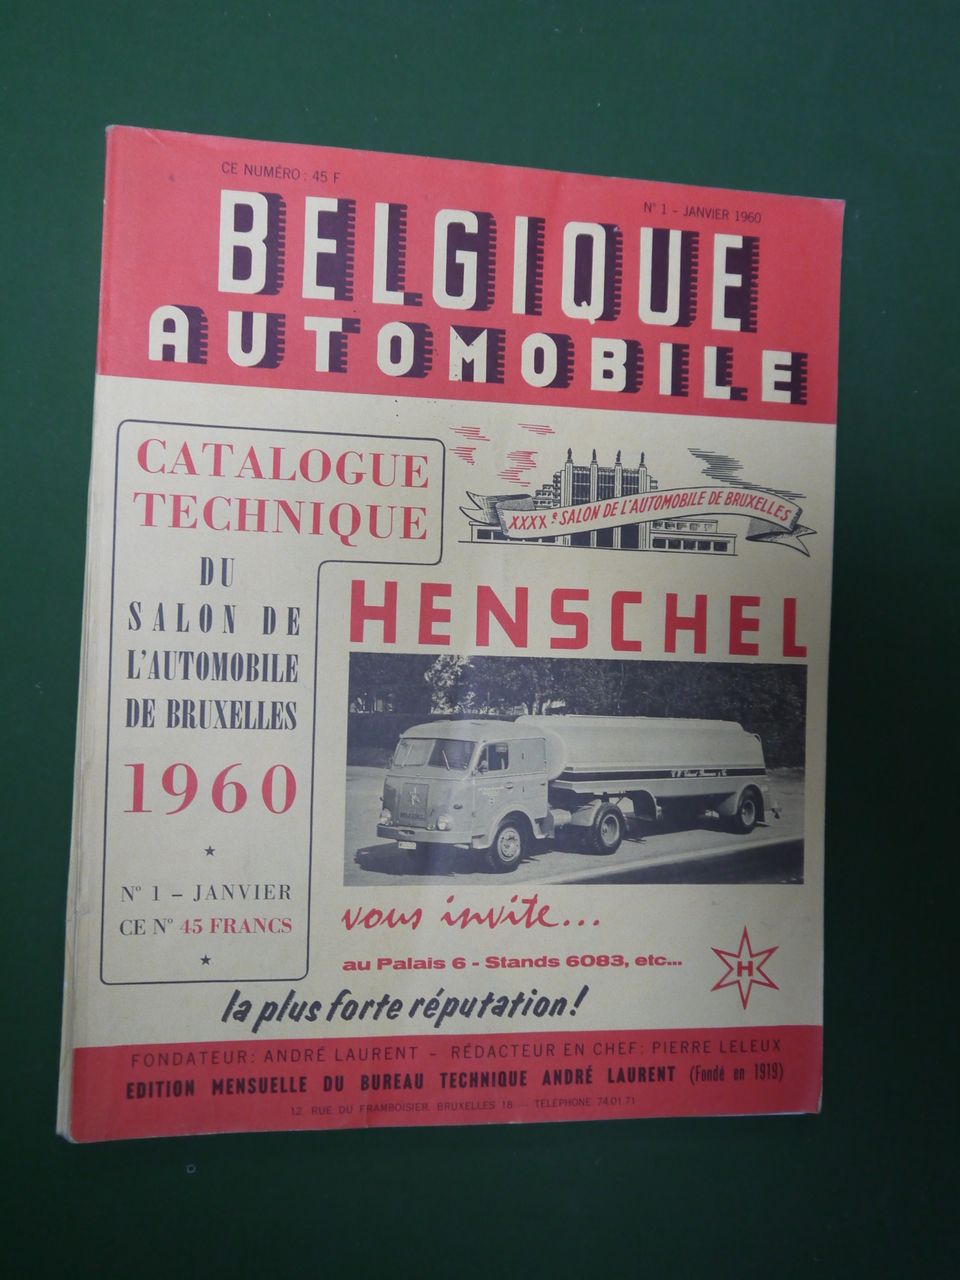 CE NUMÉRO : 45 F
N° 1 - JANVIER 1960
BELGIQUE
AUTOMOBILE
CATALOGUE
TECHNIQUE
DU
SALON DE
L'AUTOMOBILE
DE BRUXELLES
1960
N° 1 - JANVIER
CE N° 45 FRANCS
XXXXe SALON DE L'AUTOMOBILE DE BRUXELLES
HENSCHEL
vous invite...
au Palais 6 - Stands 6083, etc...
H
la plus forte réputation!
FONDATEUR: ANDRÉ LAURENT - RÉDACTEUR EN CHEF: PIERRE LELEUX
EDITION MENSUELLE DU BUREAU TECHNIQUE ANDRÉ LAURENT (Fondé en 1919)
12, RUE DU FRAMBOISIER, BRUXELLES 18 - TÉLÉPHONE 74.01.71